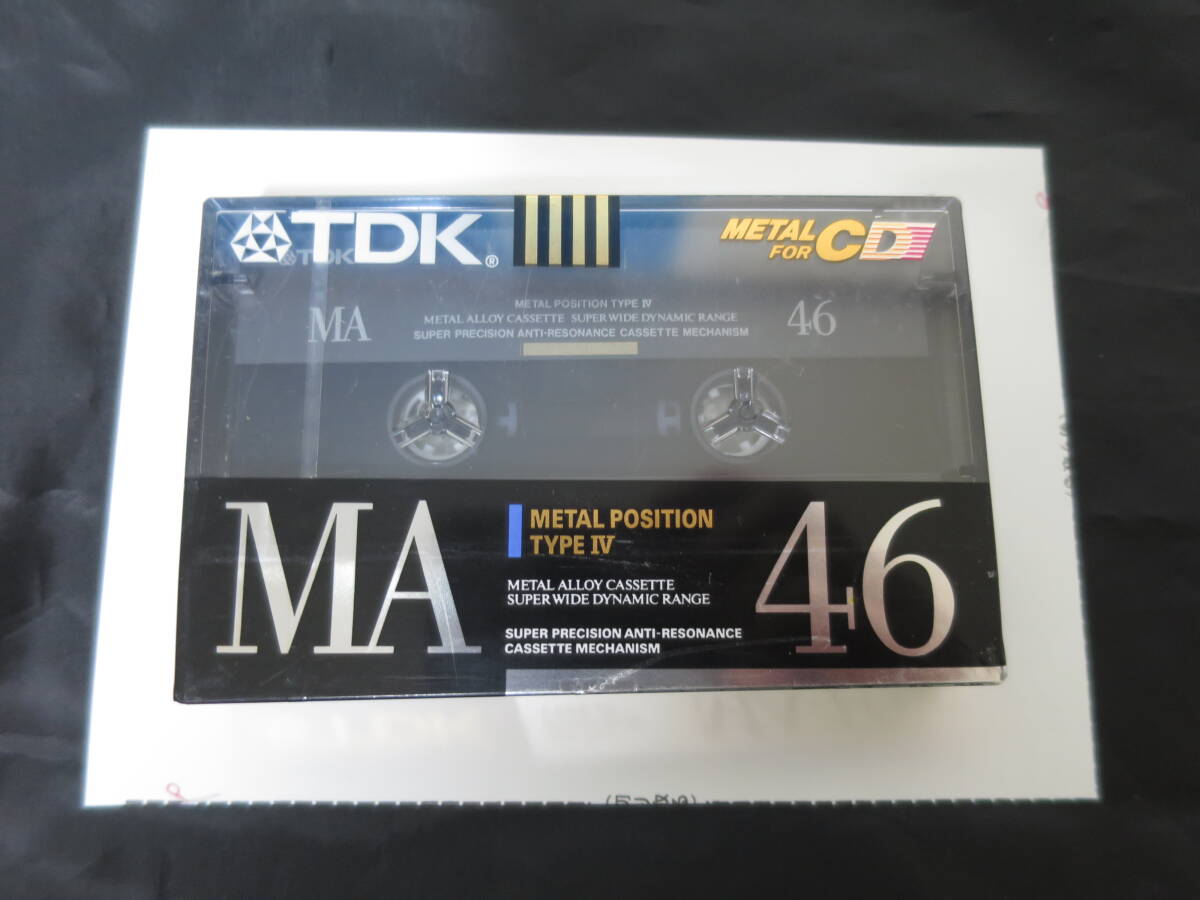 TDK®
METAL
FOR CD
TDK
METAL POSITION TYPE IV
MA
METAL ALLOY CASSETTE SUPER WIDE DYNAMIC RANGE
46
SUPER PRECISION ANTI-RESONANCE CASSETTE MECHANISM
MA
METAL POSITION
TYPE IV
METAL ALLOY CASSETTE
SUPER WIDE DYNAMIC RANGE
SUPER PRECISION ANTI-RESONANCE
CASSETTE MECHANISM
46